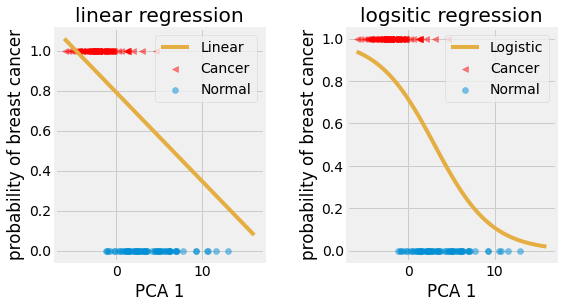 linear regression
probability of breast cancer
1.0
0.8
0.6
0.4
0.2
0.0
Linear
Cancer
Normal
0 10
PCA 1
logsitic regression
probability of breast cancer
1.0
0.8
0.6
0.4
0.2
0.0
Logistic
Cancer
Normal
0 10
PCA 1